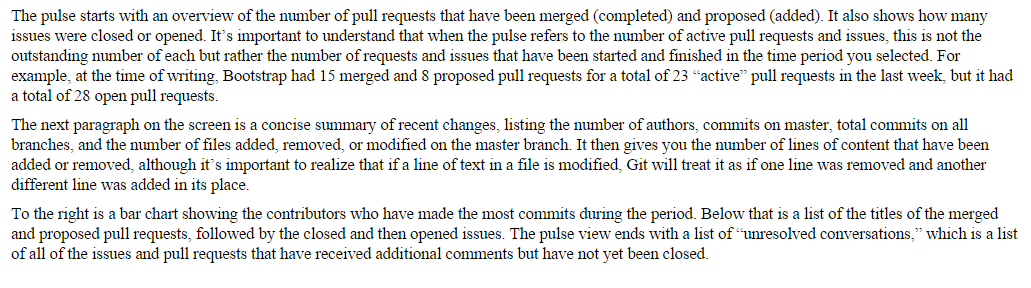 The pulse starts with an overview of the number of pull requests that have been merged (completed) and proposed (added). It also shows how many
issues were closed or opened. It’s important to understand that when the pulse refers to the number of active pull requests and issues, this is not the
outstanding number of each but rather the number of requests and issues that have been started and finished in the time period you selected. For
example, at the time of writing, Bootstrap had 15 merged and 8 proposed pull requests for a total of 23 “active” pull requests in the last week, but it had
a total of 28 open pull requests.
The next paragraph on the screen is a concise summary of recent changes, listing the number of authors, commits on master, total commits on all
branches, and the number of files added, removed, or modified on the master branch. It then gives you the number of lines of content that have been
added or removed, although it’s important to realize that if a line of text in a file is modified, Git will treat it as if one line was removed and another
different line was added in its place.
To the right is a bar chart showing the contributors who have made the most commits during the period. Below that is a list of the titles of the merged
and proposed pull requests, followed by the closed and then opened issues. The pulse view ends with a list of “unresolved conversations,” which is a list
of all of the issues and pull requests that have received additional comments but have not yet been closed.